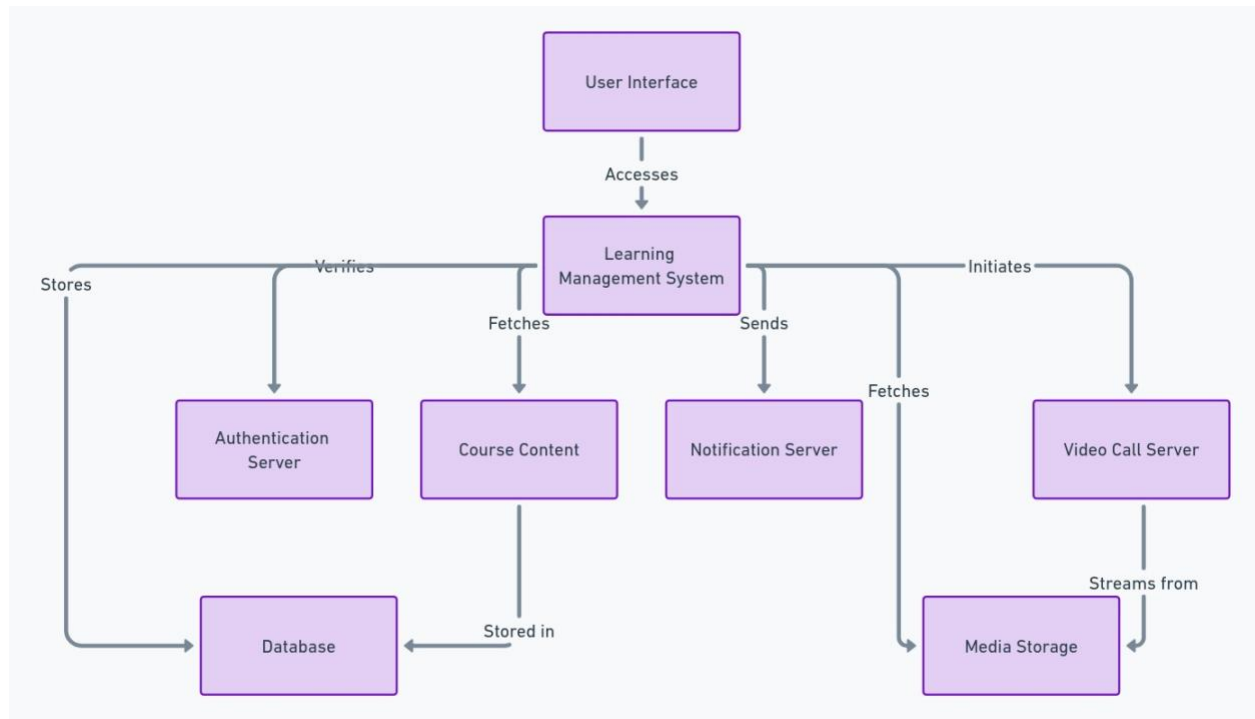 User Interface
Accesses
Learning
Management System
Verifies
Initiates
Stores
Fetches
Sends
Fetches
Authentication
Server
Course Content
Notification Server
Video Call Server
Streams from
Stored in
Database
Media Storage